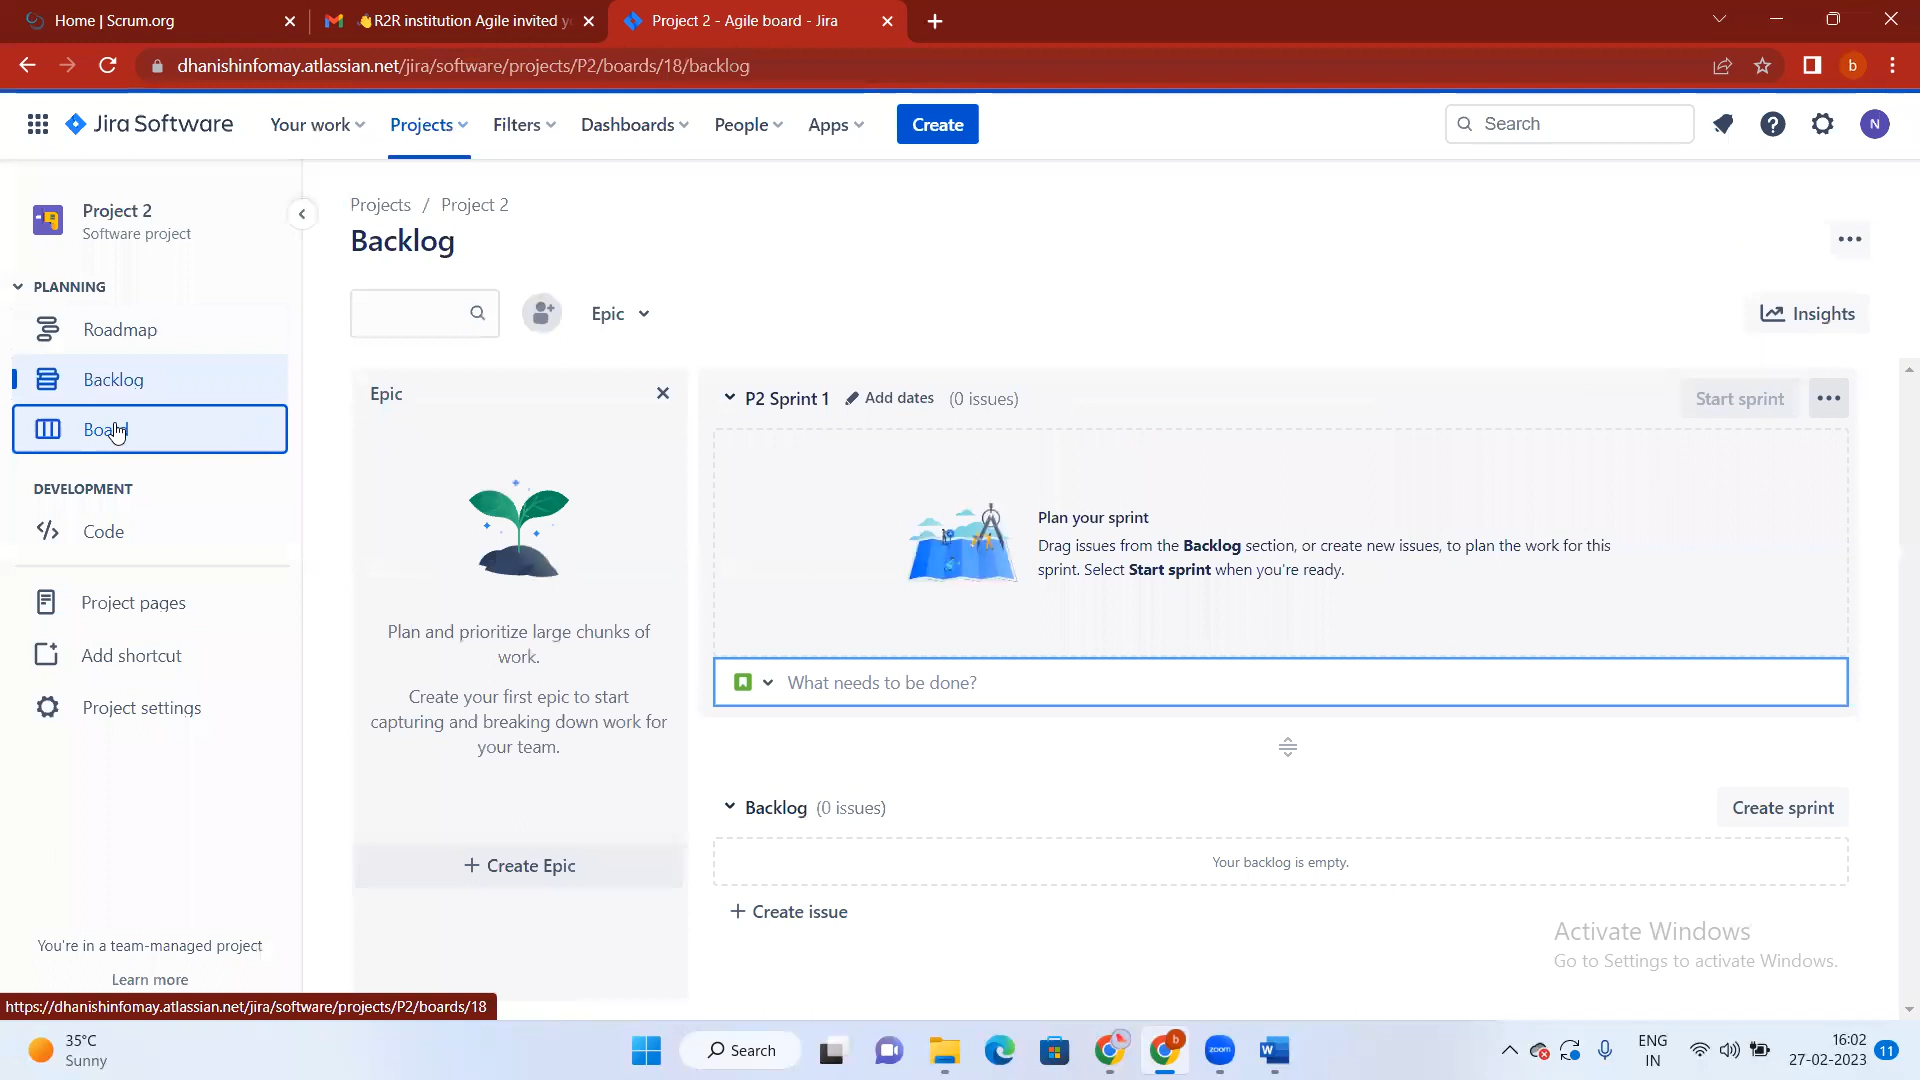 Home | Scrum.org
👋R2R institution Agile invited y
Project 2 - Agile board - Jira
dhanishinfomay.atlassian.net/jira/software/projects/P2/boards/18/backlog
b
Jira Software
Your work
Projects
Filters
Dashboards
People
Apps
Create
Search
N
Project 2
Software project
Projects / Project 2
Backlog
PLANNING
Roadmap
Backlog
Board
DEVELOPMENT
Code
Project pages
Add shortcut
Project settings
You're in a team-managed project
Learn more
Epic
Insights
Epic
Plan and prioritize large chunks of
work.
Create your first epic to start
capturing and breaking down work for
your team.
+ Create Epic
P2 Sprint 1
Add dates
(0 issues)
Start sprint
Plan your sprint
Drag issues from the Backlog section, or create new issues, to plan the work for this
sprint. Select Start sprint when you're ready.
What needs to be done?
Backlog (0 issues)
Create sprint
Your backlog is empty.
+ Create issue
Activate Windows
Go to Settings to activate Windows.
https://dhanishinfomay.atlassian.net/jira/software/projects/P2/boards/18
35°C
Sunny
Search
b
zoom
W
ENG
IN
16:02
27-02-2023
11